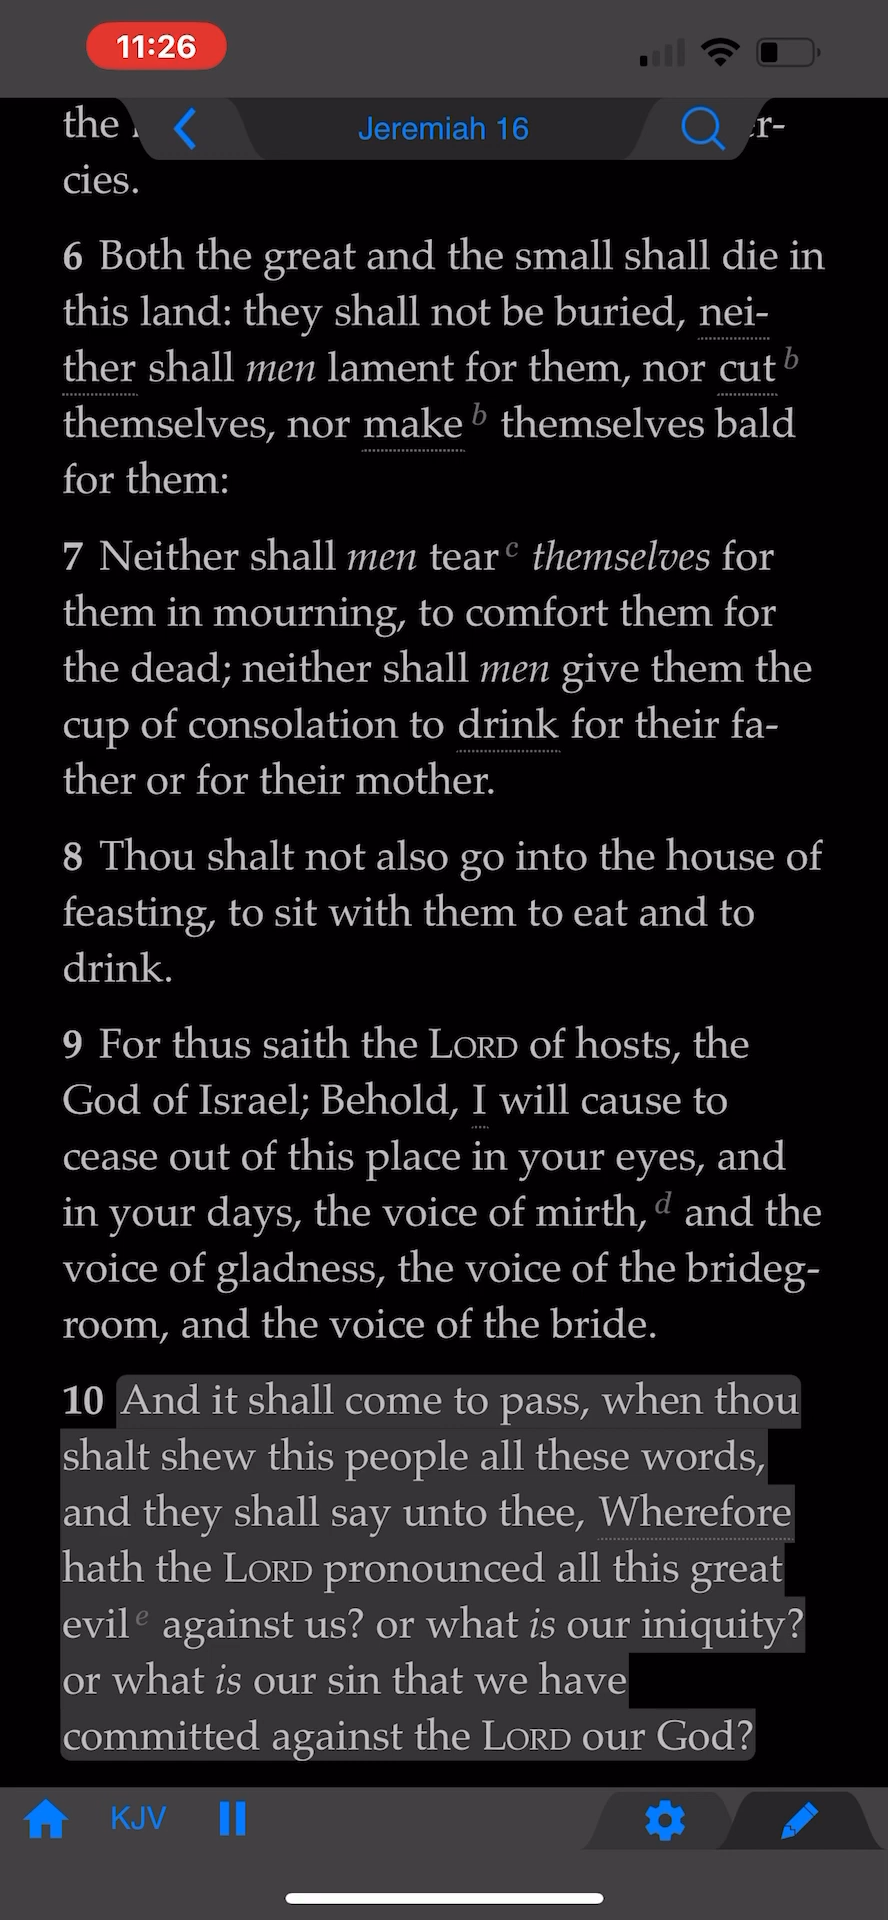 11:26
the
Jeremiah 16
er-
cies.
6 Both the great and the small shall die in
this land: they shall not be buried, nei-
ther shall men lament for them, nor cut b
themselves, nor make b themselves bald
for them:
7 Neither shall men tear c themselves for
them in mourning, to comfort them for
the dead; neither shall men give them the
cup of consolation to drink for their fa-
ther or for their mother.
8 Thou shalt not also go into the house of
feasting, to sit with them to eat and to
drink.
9 For thus saith the LORD of hosts, the
God of Israel; Behold, I will cause to
cease out of this place in your eyes, and
in your days, the voice of mirth, d and the
voice of gladness, the voice of the brideg-
room, and the voice of the bride.
10 And it shall come to pass, when thou
shalt shew this people all these words,
and they shall say unto thee, Wherefore
hath the LORD pronounced all this great
evil e against us? or what is our iniquity?
or what is our sin that we have
committed against the LORD our God?
KJV